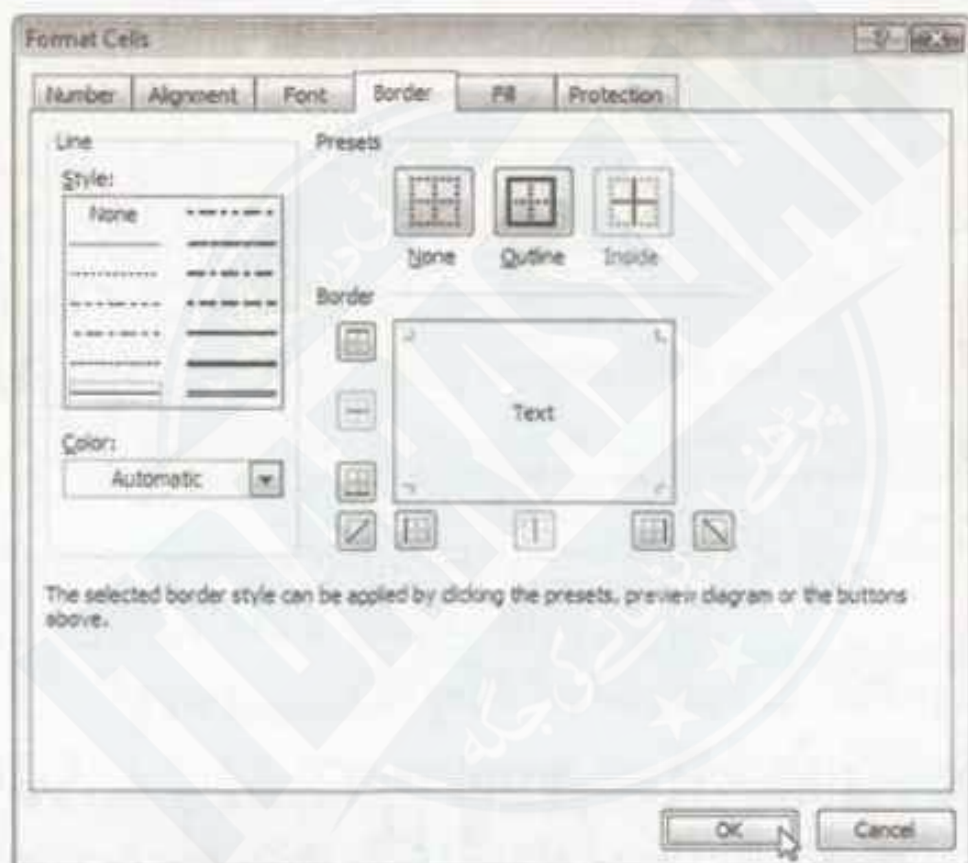 Format Cells
Number Alignment Font Border Fill Protection
Line
Style:
None
Color:
Automatic
Presets
None Outline Inside
Border
Text
The selected border style can be applied by clicking the presets, preview diagram or the buttons
above.
OK Cancel